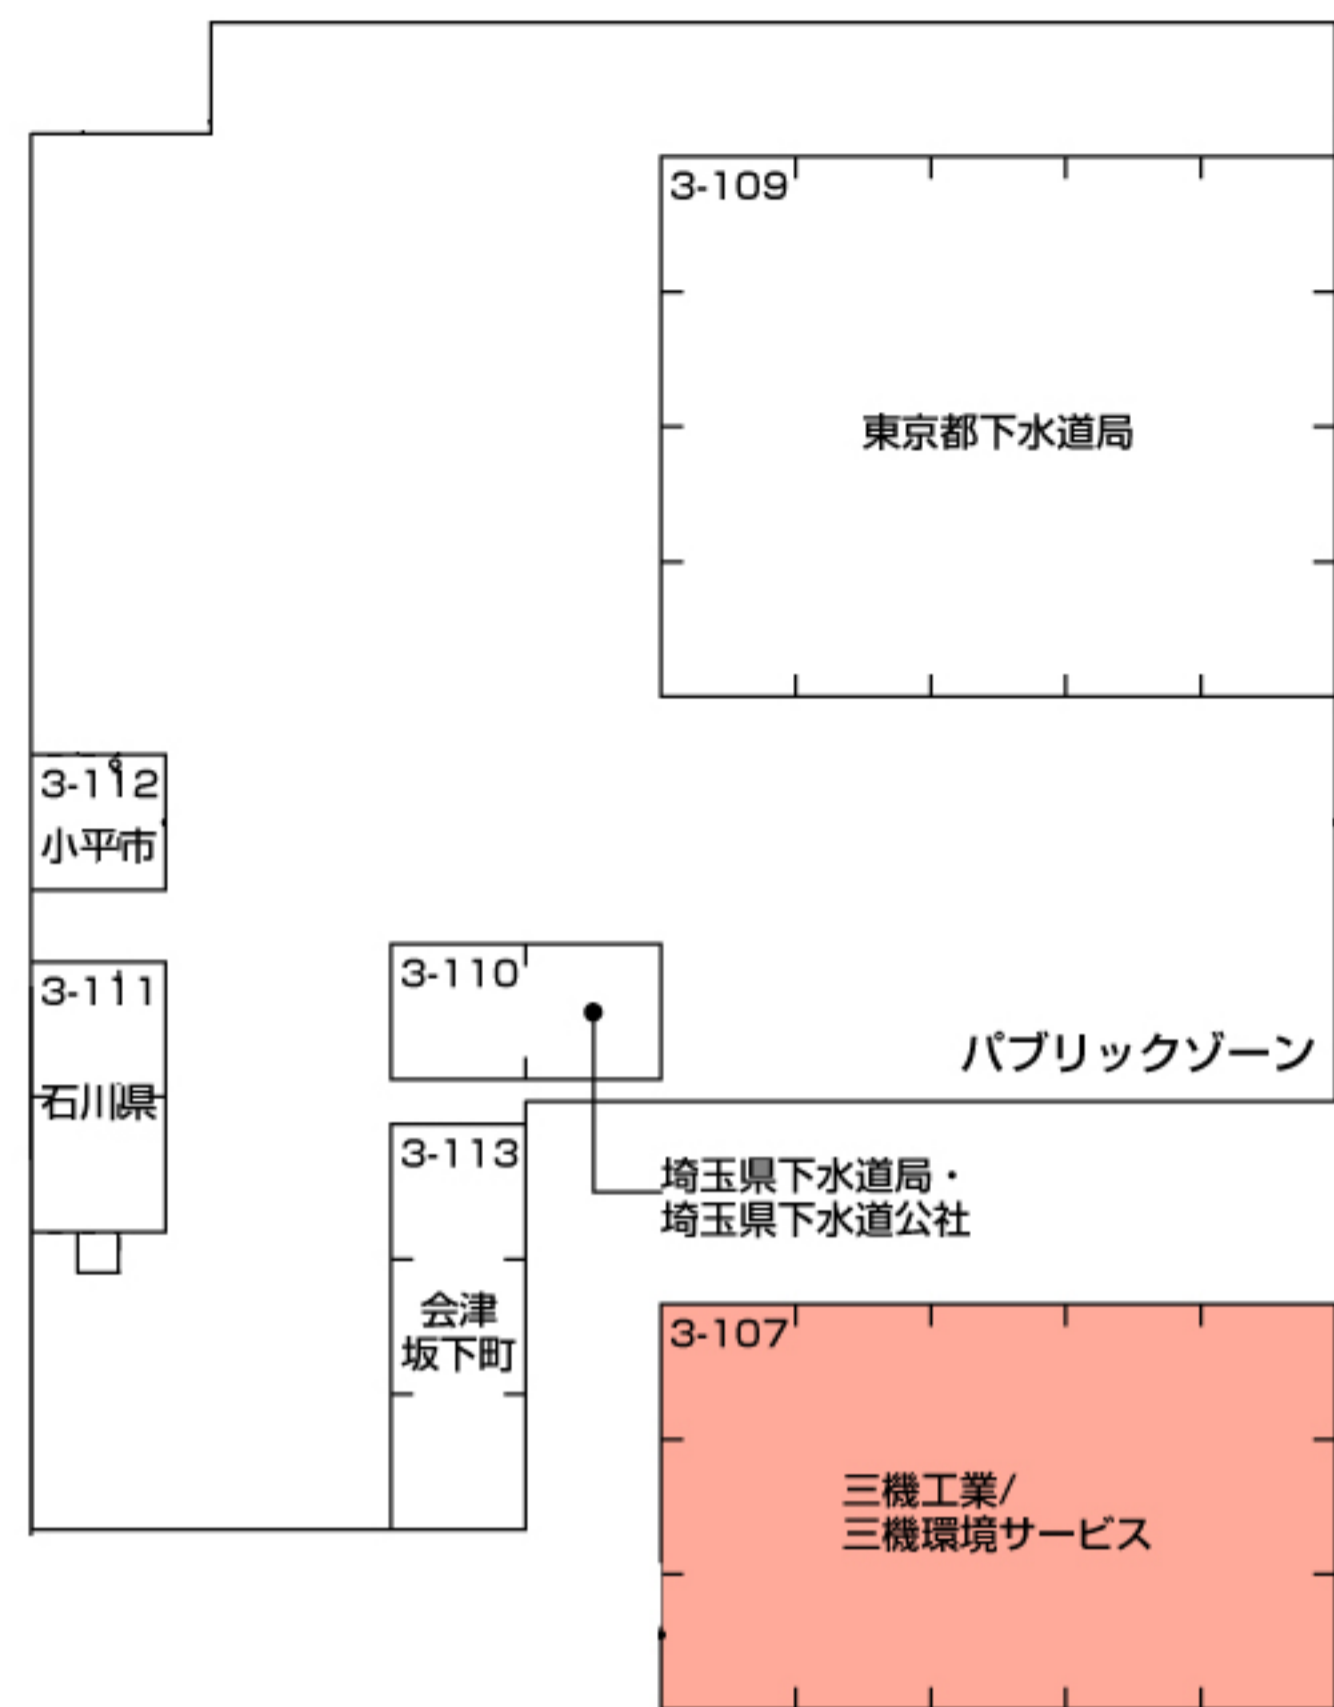 3-109
東京都下水道局
3-112
小平市
3-111
石川県
3-110
パブリックゾーン
3-113
埼玉県下水道局・
埼玉県下水道公社
会津
坂下町
3-107
三機工業/
三機環境サービス